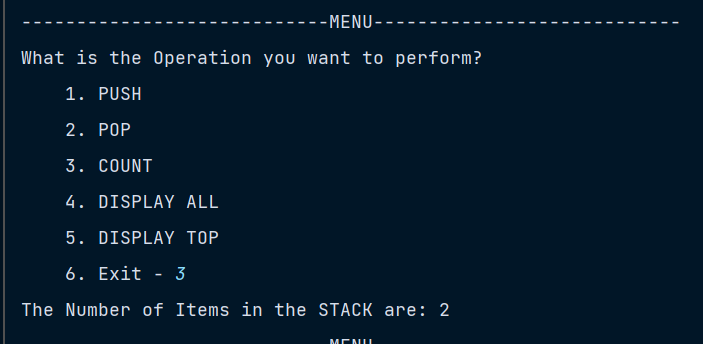 ----------------------------MENU----------------------------
What is the Operation you want to perform?
    1. PUSH
    2. POP
    3. COUNT
    4. DISPLAY ALL
    5. DISPLAY TOP
    6. Exit - 3
The Number of Items in the STACK are: 2
MENU